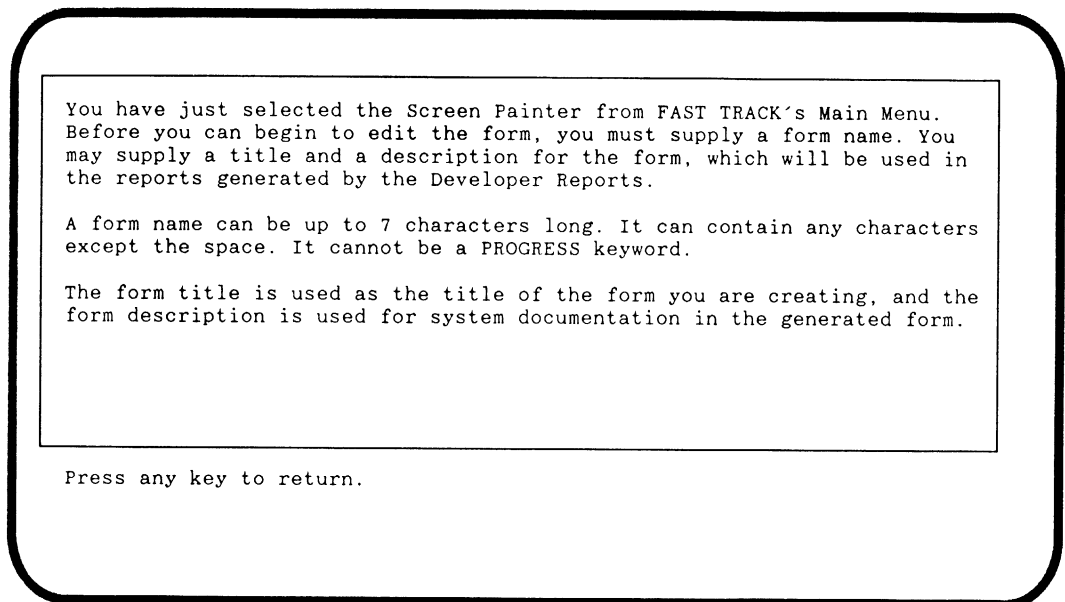 You have just selected the Screen Painter from FAST TRACK's Main Menu.
Before you can begin to edit the form, you must supply a form name. You
may supply a title and a description for the form, which will be used in
the reports generated by the Developer Reports.
A form name can be up to 7 characters long. It can contain any characters
except the space. It cannot be a PROGRESS keyword.
The form title is used as the title of the form you are creating, and the
form description is used for system documentation in the generated form.
Press any key to return.